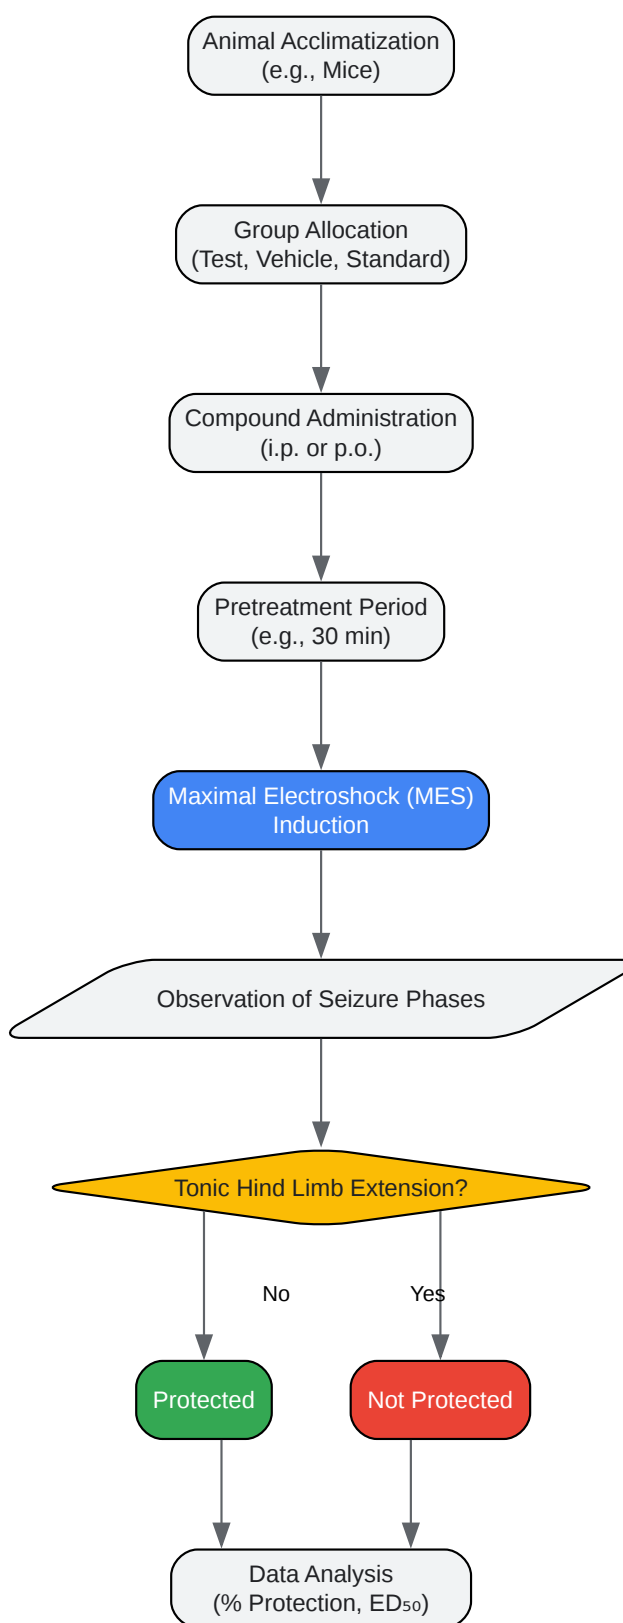 Animal Acclimatization
(e.g., Mice)
Group Allocation
(Test, Vehicle, Standard)
Compound Administration
(i.p. or p.o.)
Pretreatment Period
(e.g., 30 min)
Maximal Electroshock (MES)
Induction
Observation of Seizure Phases
Tonic Hind Limb Extension?
No
Yes
Protected
Not Protected
Data Analysis
(% Protection, ED₅₀)